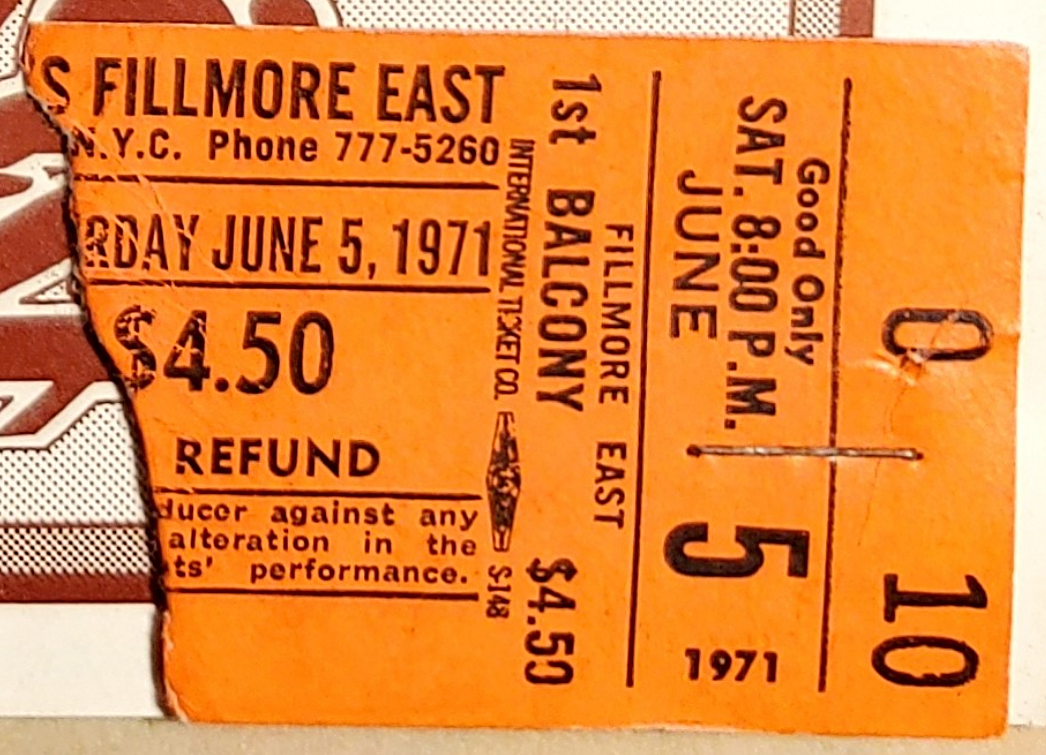 S FILLMORE EAST
N.Y.C. Phone 777-5260
RDAY JUNE 5, 1971
$4.50
REFUND
ducer against any
alteration in the
ts' performance.
INTERNATIONAL TICKET CO. S-148
1st BALCONY $4.50
FILLMORE EAST
JUNE 5 1971
SAT. 8:00 P.M.
Good Only
O 10